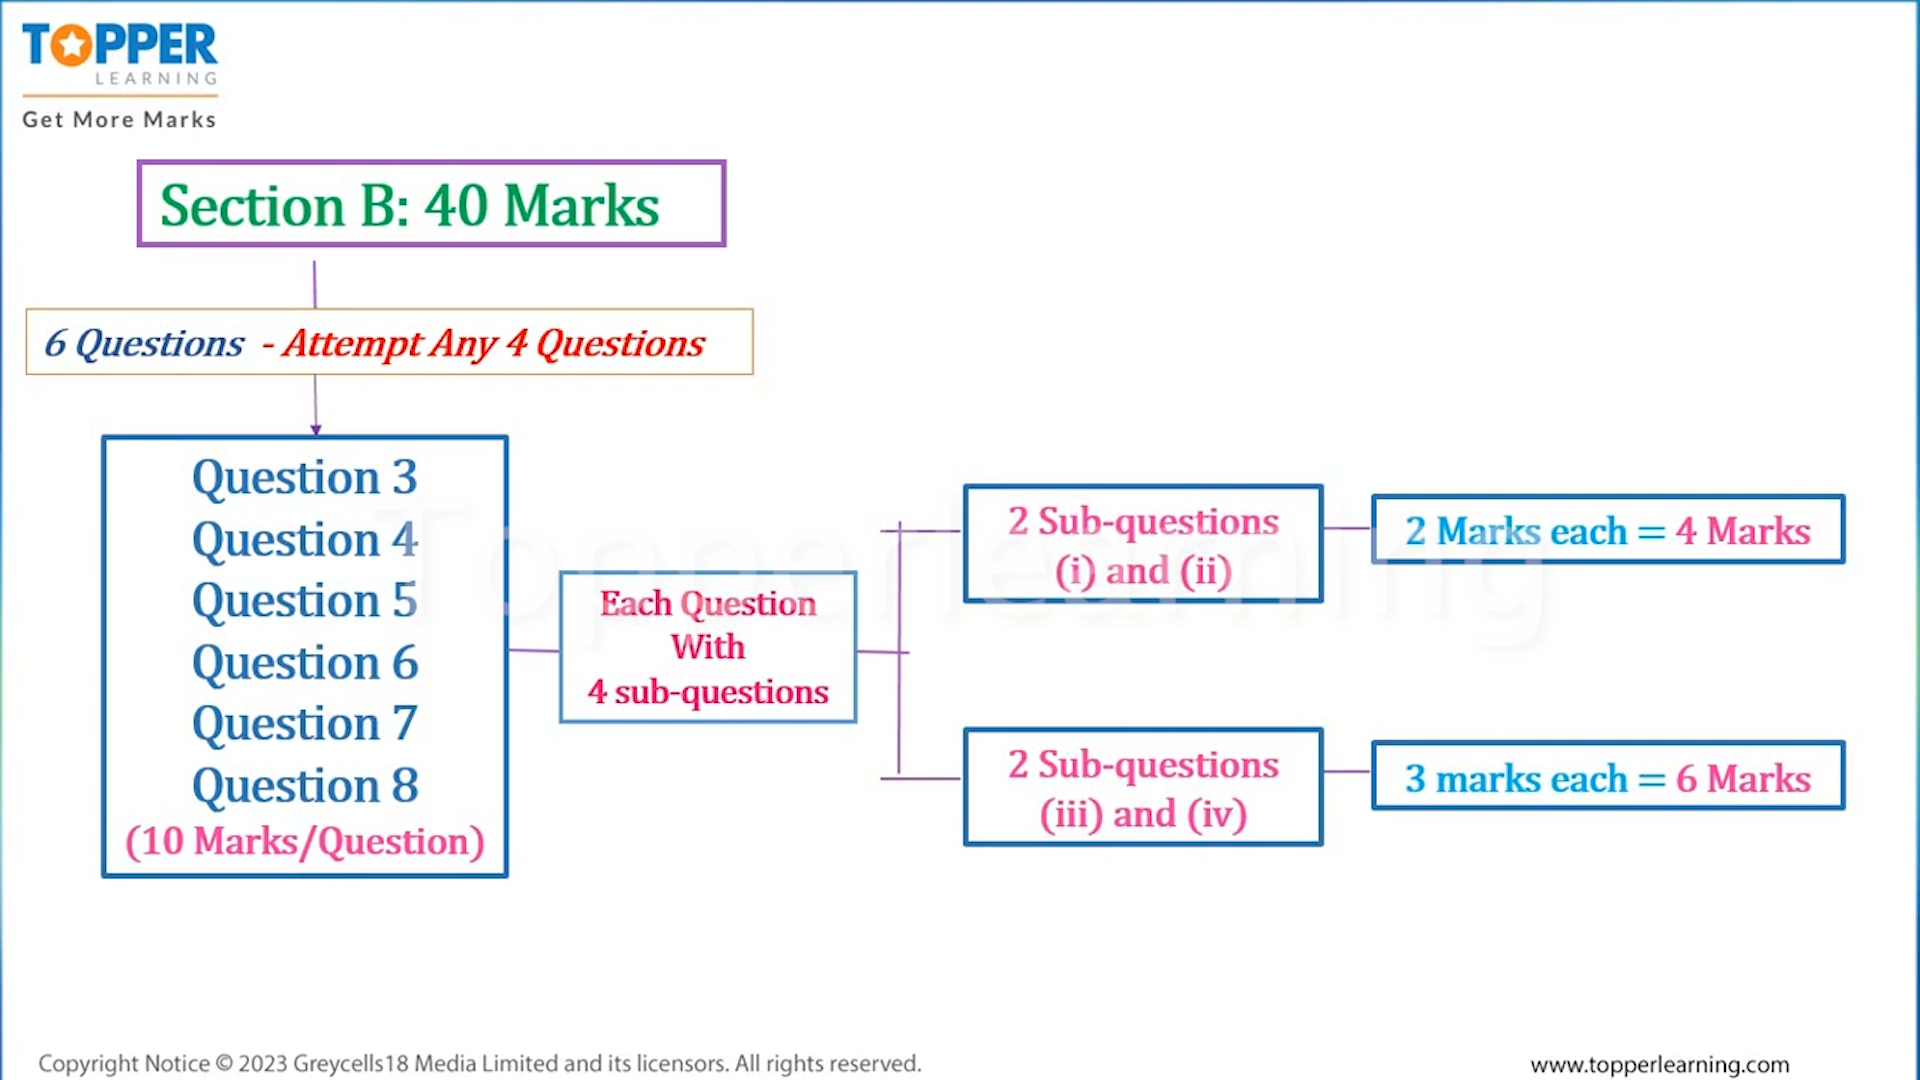 TOPPER
LEARNING
Get More Marks
Section B: 40 Marks
6 Questions - Attempt Any 4 Questions
Question 3
Question 4
Question 5
Question 6
Question 7
Question 8
(10 Marks/Question)
Each Question
With
4 sub-questions
2 Sub-questions
(i) and (ii)
2 Marks each = 4 Marks
2 Sub-questions
(iii) and (iv)
3 marks each = 6 Marks
Topperlearning
Copyright Notice © 2023 Greycells18 Media Limited and its licensors. All rights reserved.
www.topperlearning.com